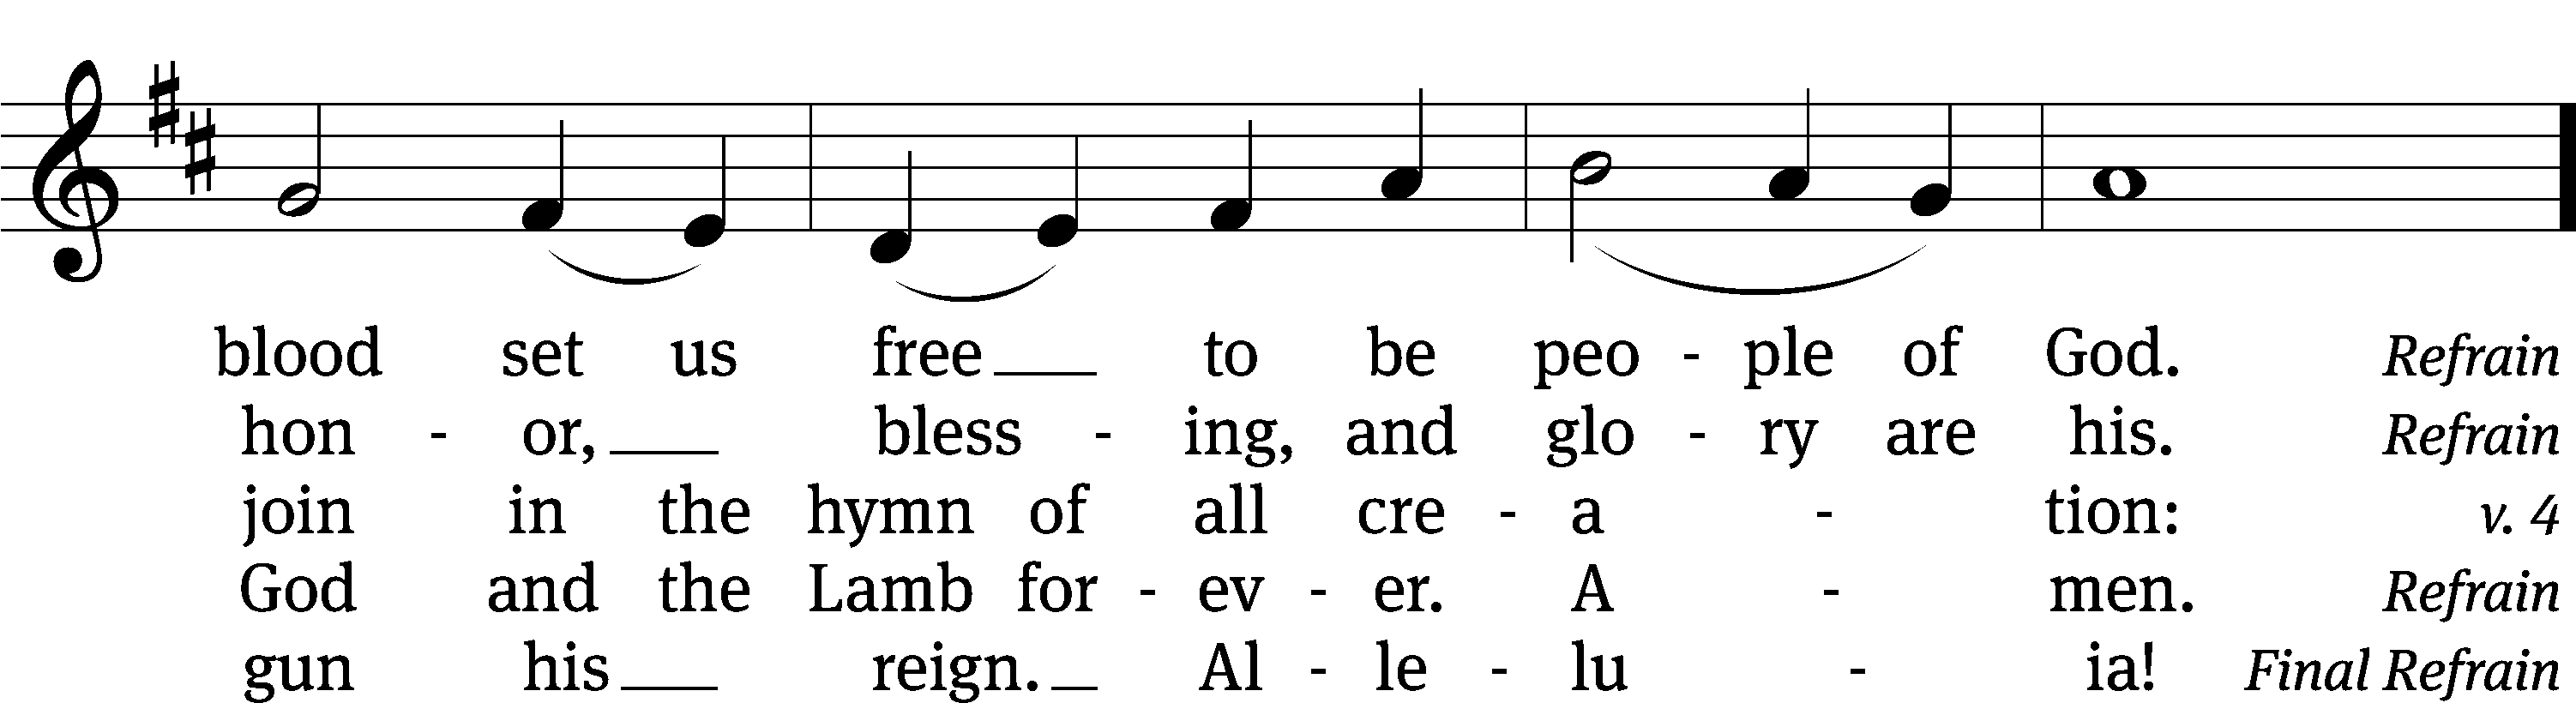 blood set us free to be peo - ple of God. Refrain
hon - or, bless - ing, and glo - ry are his. Refrain
join in the hymn of all cre - a - tion: v. 4
God and the Lamb for - ev - er. A - men. Refrain
gun his reign. Al - le - lu - ia! Final Refrain